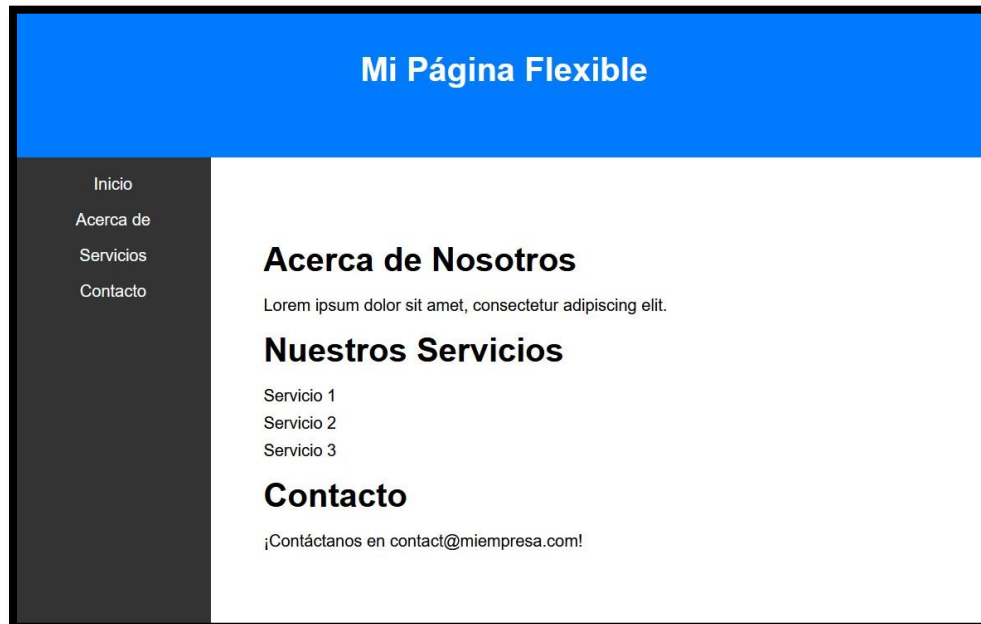 Mi Página Flexible
Inicio
Acerca de
Servicios
Contacto
Acerca de Nosotros
Lorem ipsum dolor sit amet, consectetur adipiscing elit.
Nuestros Servicios
Servicio 1
Servicio 2
Servicio 3
Contacto
¡Contáctanos en contact@miempresa.com!